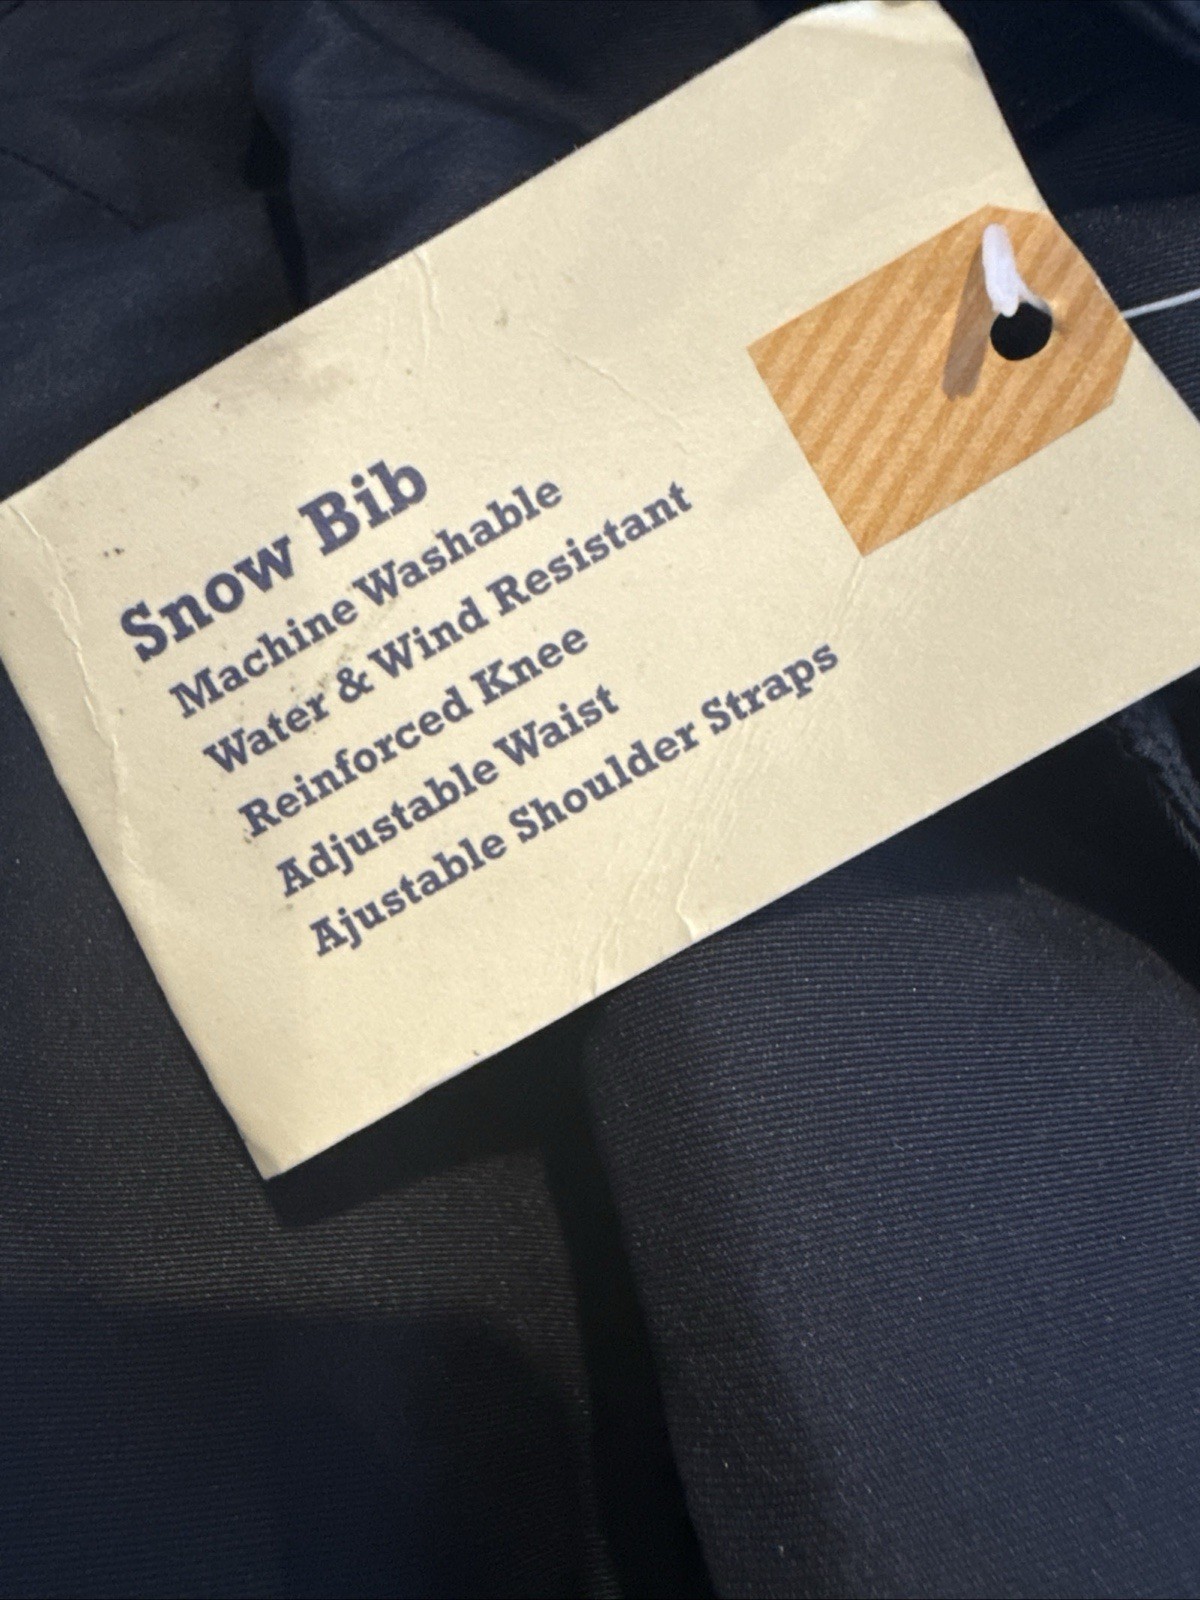 Snow Bib
Machine Washable
Water & Wind Resistant
Reinforced Knee
Adjustable Waist
Ajustable Shoulder Straps